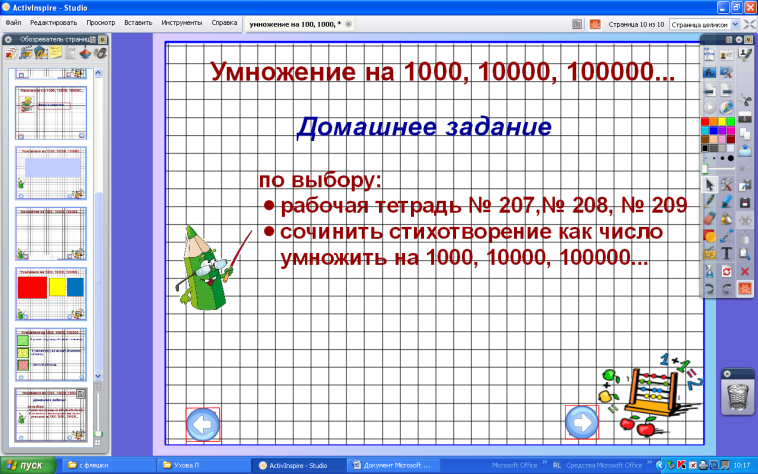 ActivInspire - Studio
Файл Редактировать Просмотр Вставить Инструменты Справка
умножение на 100, 1000, *
Страница 10 из 10
Страница целиком
Обозреватель страниц
Умножение на 1000, 10000, 100000...
Домашнее задание
по выбору:
• рабочая тетрадь № 207,№ 208, № 209
• сочинить стихотворение как число
умножить на 1000, 10000, 100000...
1+1=2
пуск
с флешки
Ухова П
ActivInspire - Studio
Документ Microsoft ...
Microsoft Office
RL
Средства Microsoft Office
10:17